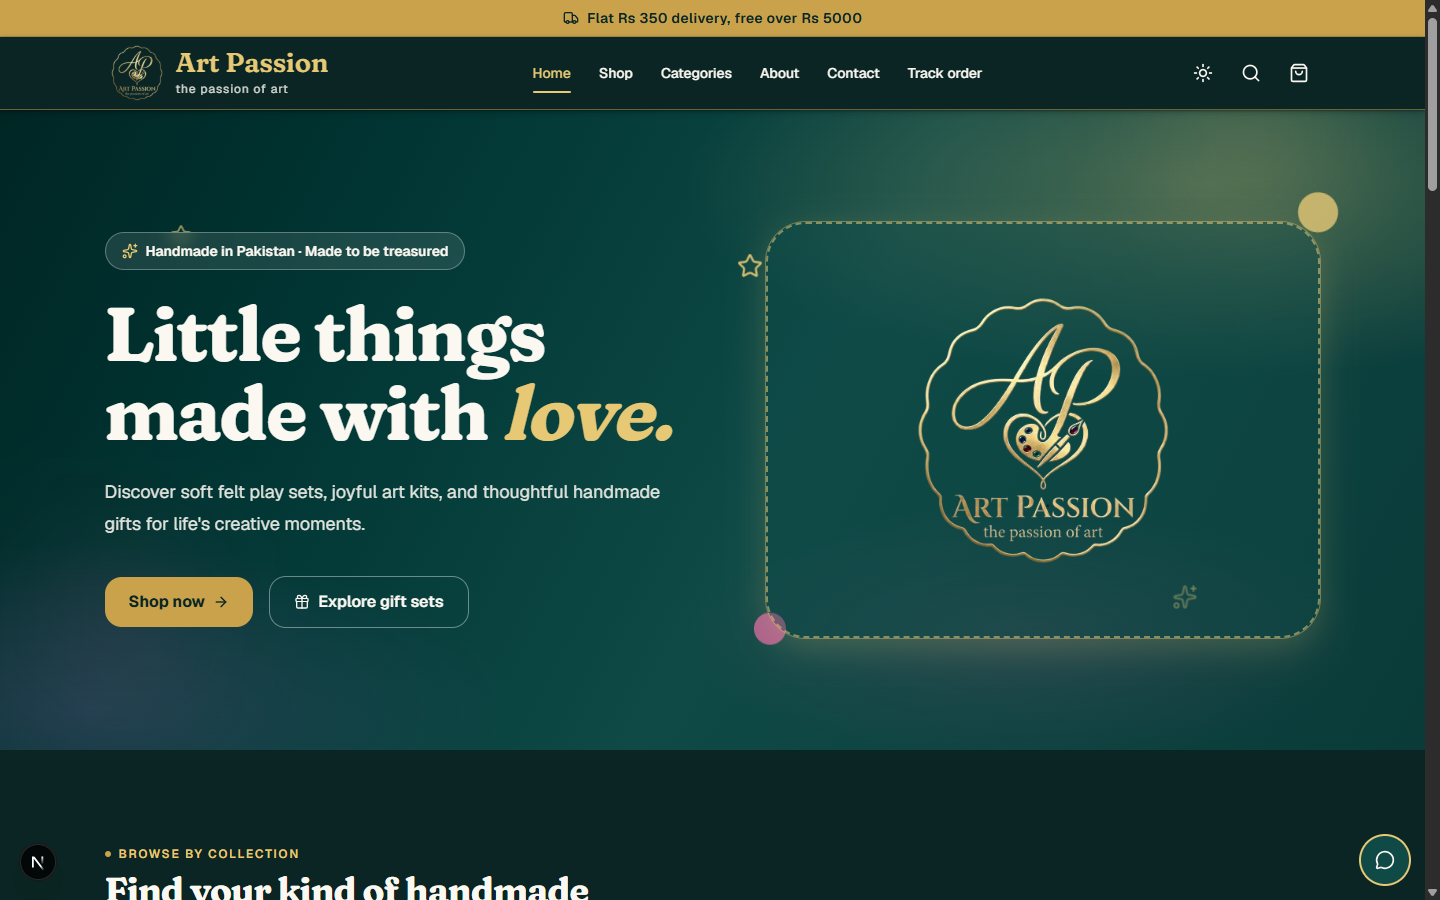 Flat Rs 350 delivery, free over Rs 5000
Art Passion
the passion of art
Home
Shop
Categories
About
Contact
Track order
Handmade in Pakistan · Made to be treasured
Little things
made with love.
Discover soft felt play sets, joyful art kits, and thoughtful handmade
gifts for life's creative moments.
Shop now
Explore gift sets
AP
ART PASSION
the passion of art
BROWSE BY COLLECTION
Find your kind of handmade
N